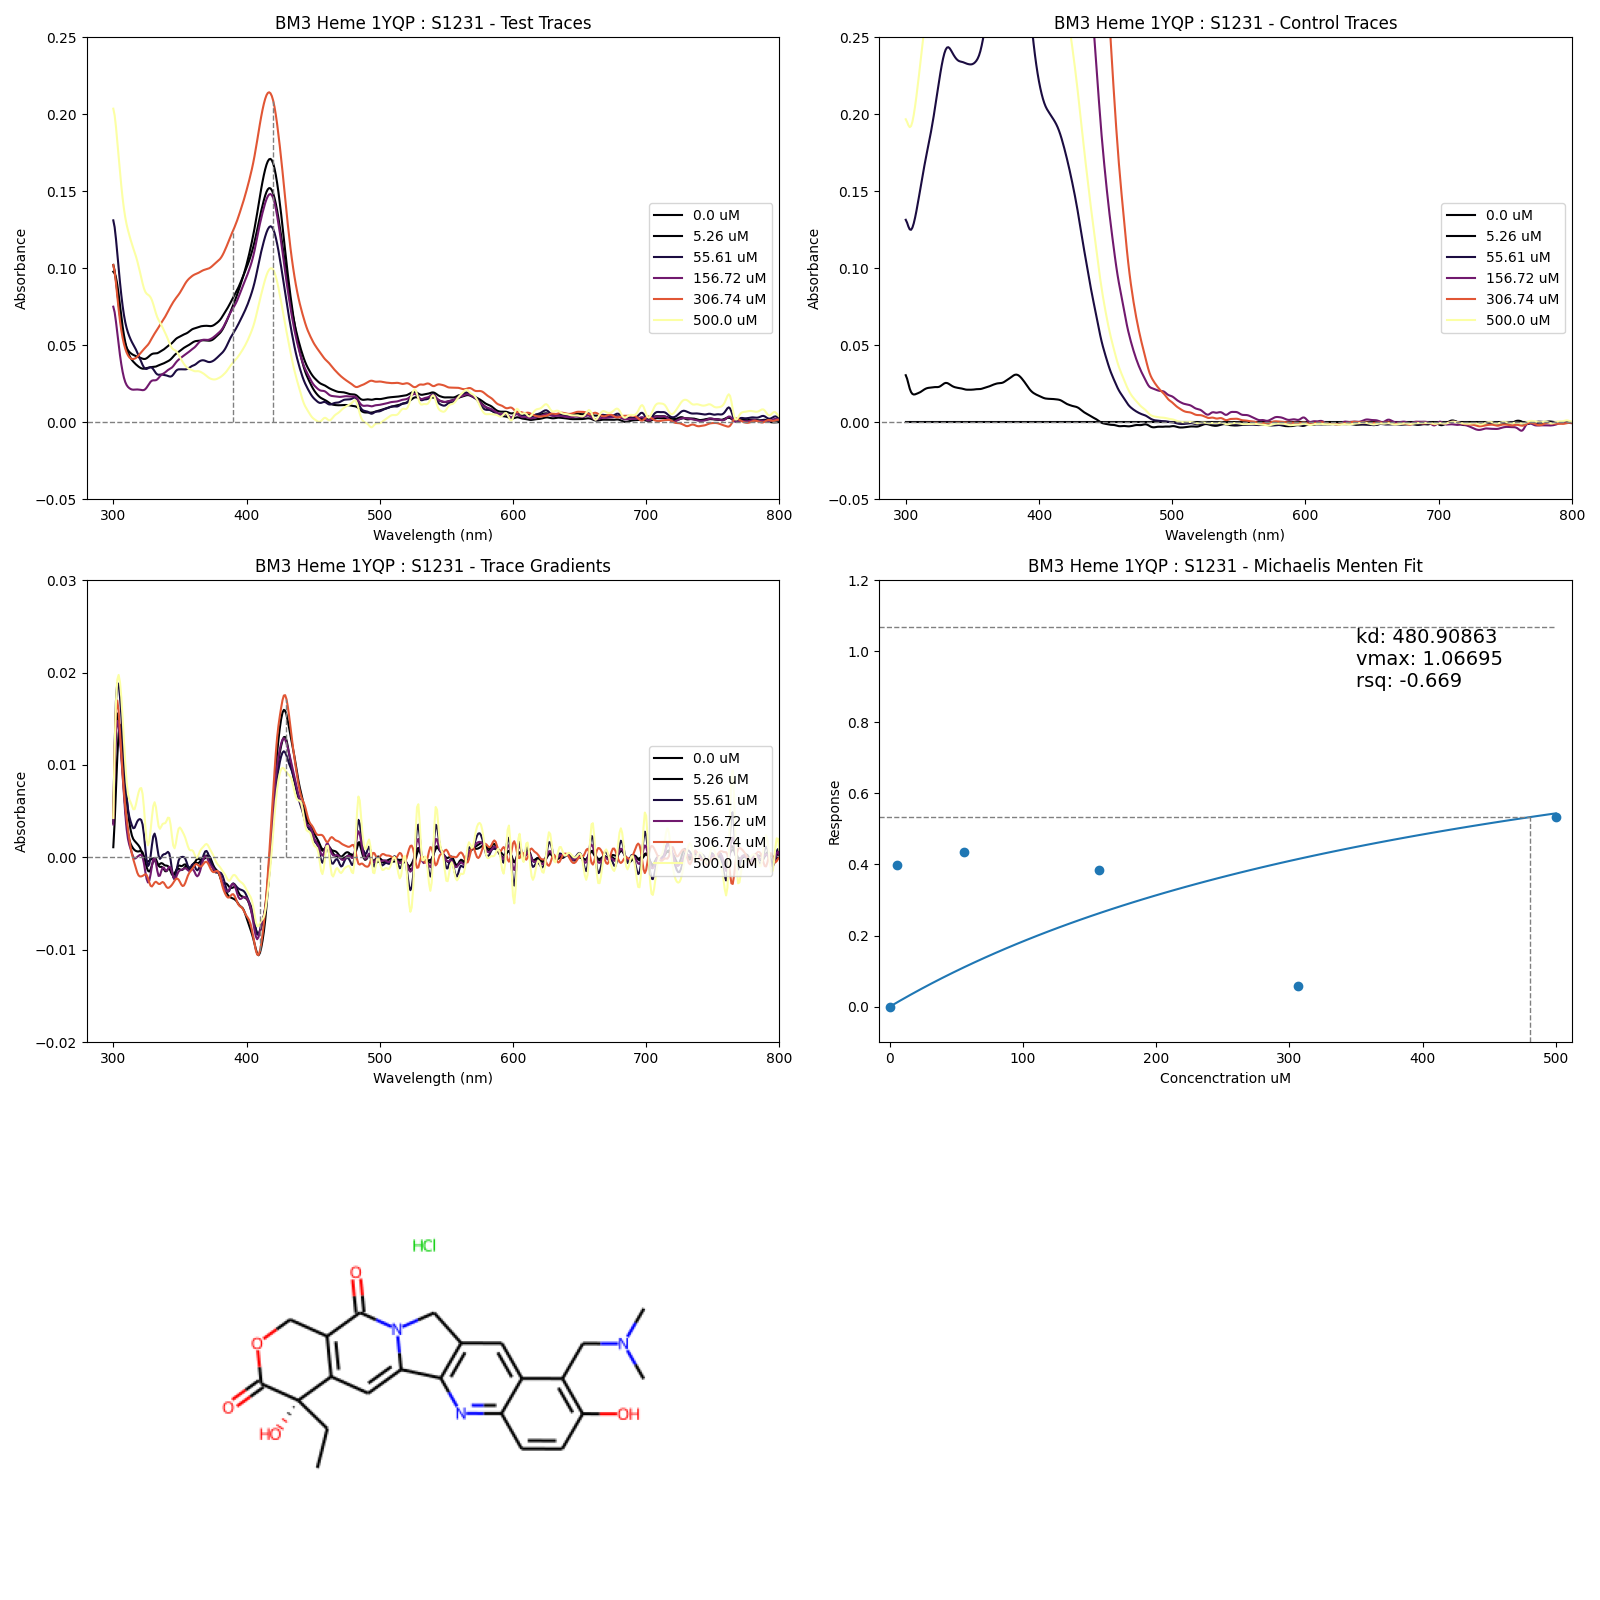 BM3 Heme 1YQP : S1231 - Test Traces
0.25
0.20
0.15
0.10
0.05
0.00
−0.05
Absorbance
300
400
500
600
700
800
Wavelength (nm)
0.0 uM
5.26 uM
55.61 uM
156.72 uM
306.74 uM
500.0 uM
BM3 Heme 1YQP : S1231 - Control Traces
0.25
0.20
0.15
0.10
0.05
0.00
−0.05
Absorbance
300
400
500
600
700
800
Wavelength (nm)
0.0 uM
5.26 uM
55.61 uM
156.72 uM
306.74 uM
500.0 uM
BM3 Heme 1YQP : S1231 - Trace Gradients
0.03
0.02
0.01
0.00
−0.01
−0.02
Absorbance
300
400
500
600
700
800
Wavelength (nm)
0.0 uM
5.26 uM
55.61 uM
156.72 uM
306.74 uM
500.0 uM
BM3 Heme 1YQP : S1231 - Michaelis Menten Fit
1.2
1.0
0.8
0.6
0.4
0.2
0.0
Response
0
100
200
300
400
500
Concenctration uM
kd: 480.90863
vmax: 1.06695
rsq: -0.669
HCl
O
N
O
N
O
HO
N
OH